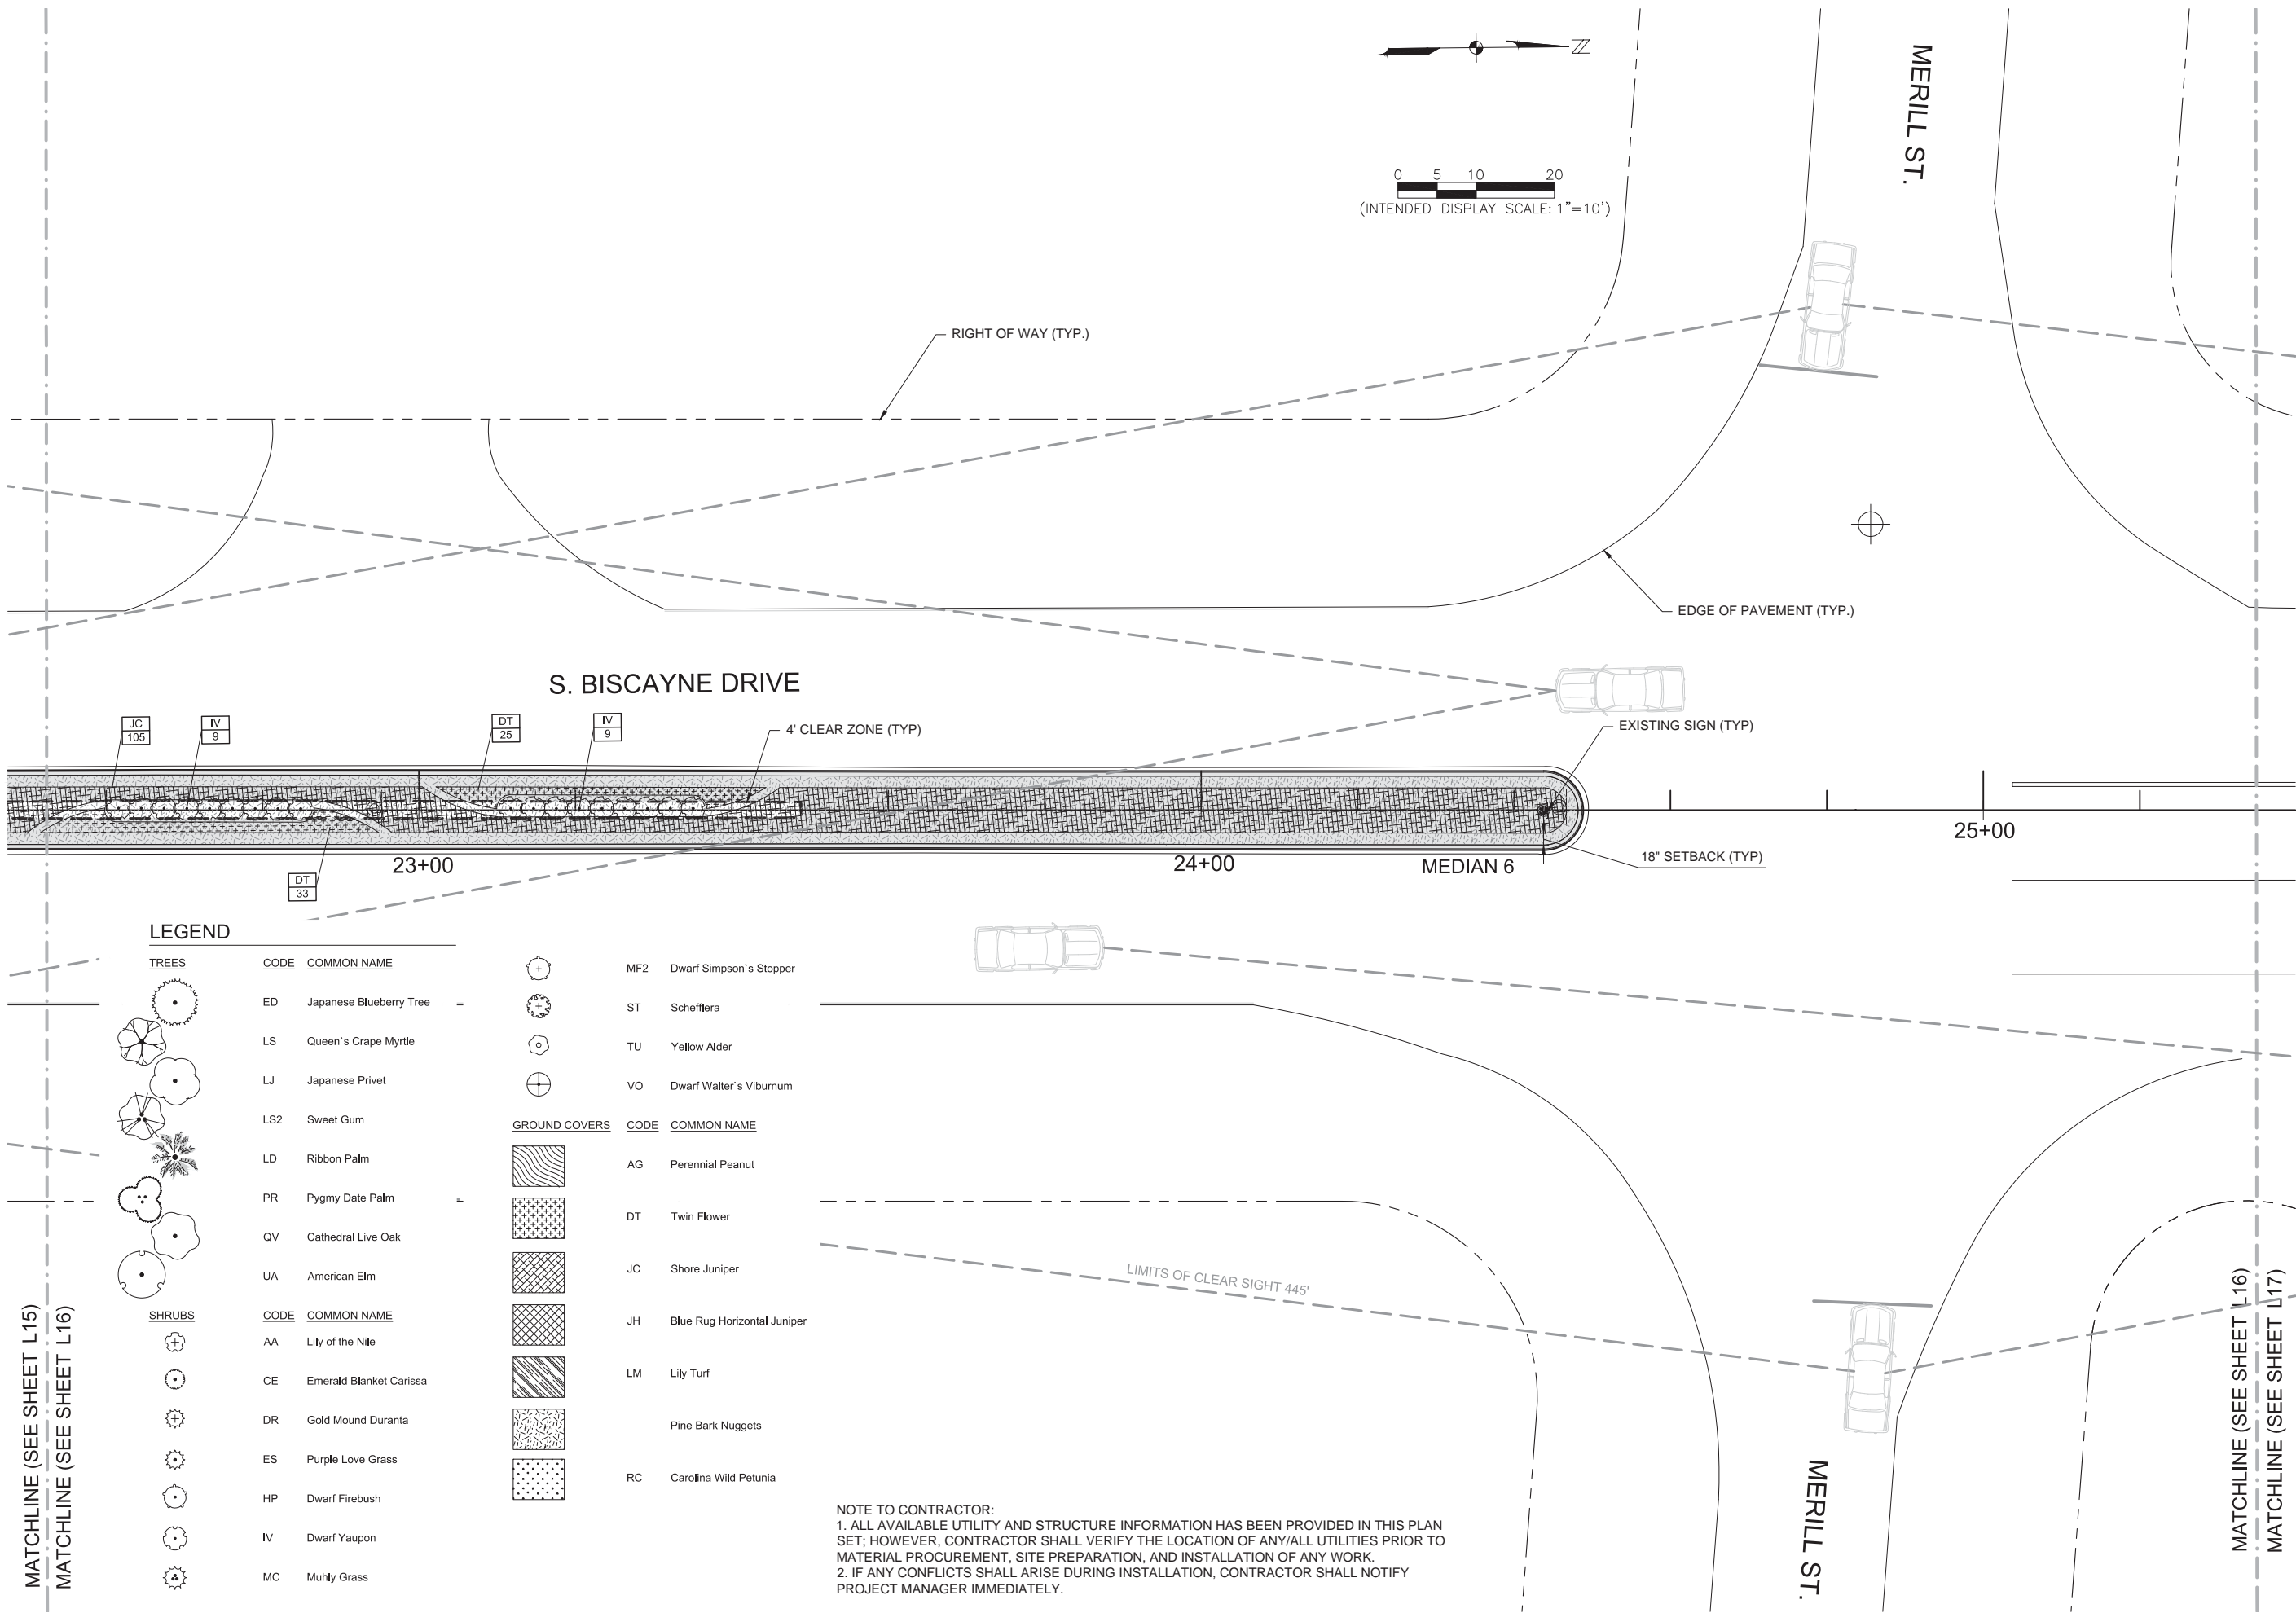 Z
MERILL ST.
0 5 10 20
(INTENDED DISPLAY SCALE: 1"=10')
RIGHT OF WAY (TYP.)
EDGE OF PAVEMENT (TYP.)
S. BISCAYNE DRIVE
JC
105
IV
9
DT
25
IV
9
4' CLEAR ZONE (TYP)
EXISTING SIGN (TYP)
23+00
24+00
MEDIAN 6
25+00
18" SETBACK (TYP)
DT
33
LEGEND
TREES CODE COMMON NAME
ED Japanese Blueberry Tree
LS Queen`s Crape Myrtle
LJ Japanese Privet
LS2 Sweet Gum
LD Ribbon Palm
PR Pygmy Date Palm
QV Cathedral Live Oak
UA American Elm
SHRUBS CODE COMMON NAME
AA Lily of the Nile
CE Emerald Blanket Carissa
DR Gold Mound Duranta
ES Purple Love Grass
HP Dwarf Firebush
IV Dwarf Yaupon
MC Muhly Grass
MF2 Dwarf Simpson`s Stopper
ST Schefflera
TU Yellow Alder
VO Dwarf Walter`s Viburnum
GROUND COVERS CODE COMMON NAME
AG Perennial Peanut
DT Twin Flower
JC Shore Juniper
JH Blue Rug Horizontal Juniper
LM Lily Turf
Pine Bark Nuggets
RC Carolina Wild Petunia
LIMITS OF CLEAR SIGHT 445'
NOTE TO CONTRACTOR:
1. ALL AVAILABLE UTILITY AND STRUCTURE INFORMATION HAS BEEN PROVIDED IN THIS PLAN
SET; HOWEVER, CONTRACTOR SHALL VERIFY THE LOCATION OF ANY/ALL UTILITIES PRIOR TO
MATERIAL PROCUREMENT, SITE PREPARATION, AND INSTALLATION OF ANY WORK.
2. IF ANY CONFLICTS SHALL ARISE DURING INSTALLATION, CONTRACTOR SHALL NOTIFY
PROJECT MANAGER IMMEDIATELY.
MERILL ST.
MATCHLINE (SEE SHEET L15)
MATCHLINE (SEE SHEET L16)
MATCHLINE (SEE SHEET L16)
MATCHLINE (SEE SHEET L17)